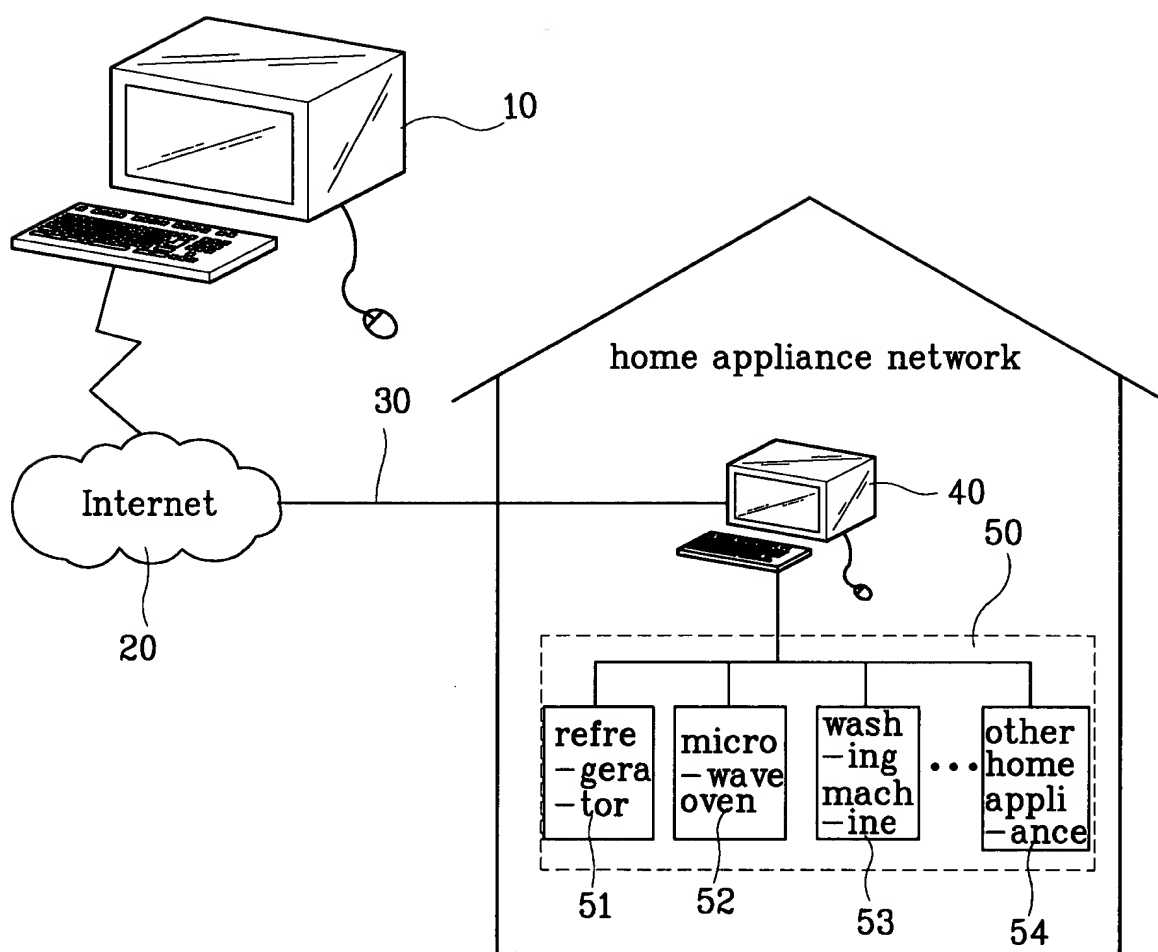 10
home appliance network
30
Internet
40
50
20
refre
-gera
-tor
micro
-wave
oven
wash
-ing
mach
-ine
•••
other
home
appli
-ance
51
52
53
54